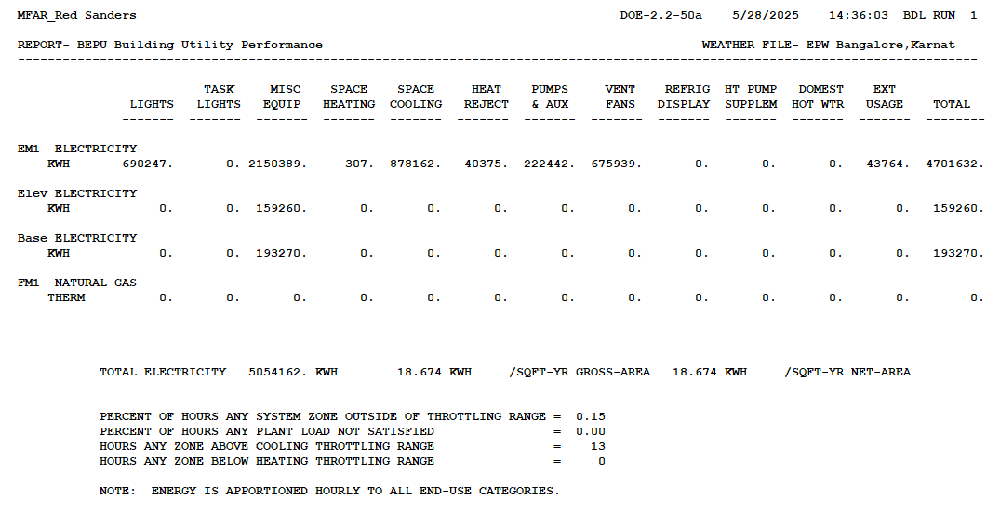 MFAR_Red Sanders DOE-2.2-50a 5/28/2025 14:36:03 BDL RUN 1
REPORT- BEPU Building Utility Performance WEATHER FILE- EPW Bangalore,Karnat
---------------------------------------------------------------------------------------------------------------------------------
TASK MISC SPACE SPACE HEAT PUMPS VENT REFRIG HT PUMP DOMEST EXT
LIGHTS LIGHTS EQUIP HEATING COOLING REJECT & AUX FANS DISPLAY SUPPLEM HOT WTR USAGE TOTAL
------- ------- ------- ------- ------- ------- ------- ------- ------- ------- ------- ------- --------
EM1 ELECTRICITY
KWH 690247. 0. 2150389. 307. 878162. 40375. 222442. 675939. 0. 0. 0. 43764. 4701632.
Elev ELECTRICITY
KWH 0. 0. 159260. 0. 0. 0. 0. 0. 0. 0. 0. 0. 159260.
Base ELECTRICITY
KWH 0. 0. 193270. 0. 0. 0. 0. 0. 0. 0. 0. 0. 193270.
FM1 NATURAL-GAS
THERM 0. 0. 0. 0. 0. 0. 0. 0. 0. 0. 0. 0. 0.
TOTAL ELECTRICITY 5054162. KWH 18.674 KWH /SQFT-YR GROSS-AREA 18.674 KWH /SQFT-YR NET-AREA
PERCENT OF HOURS ANY SYSTEM ZONE OUTSIDE OF THROTTLING RANGE = 0.15
PERCENT OF HOURS ANY PLANT LOAD NOT SATISFIED = 0.00
HOURS ANY ZONE ABOVE COOLING THROTTLING RANGE = 13
HOURS ANY ZONE BELOW HEATING THROTTLING RANGE = 0
NOTE: ENERGY IS APPORTIONED HOURLY TO ALL END-USE CATEGORIES.